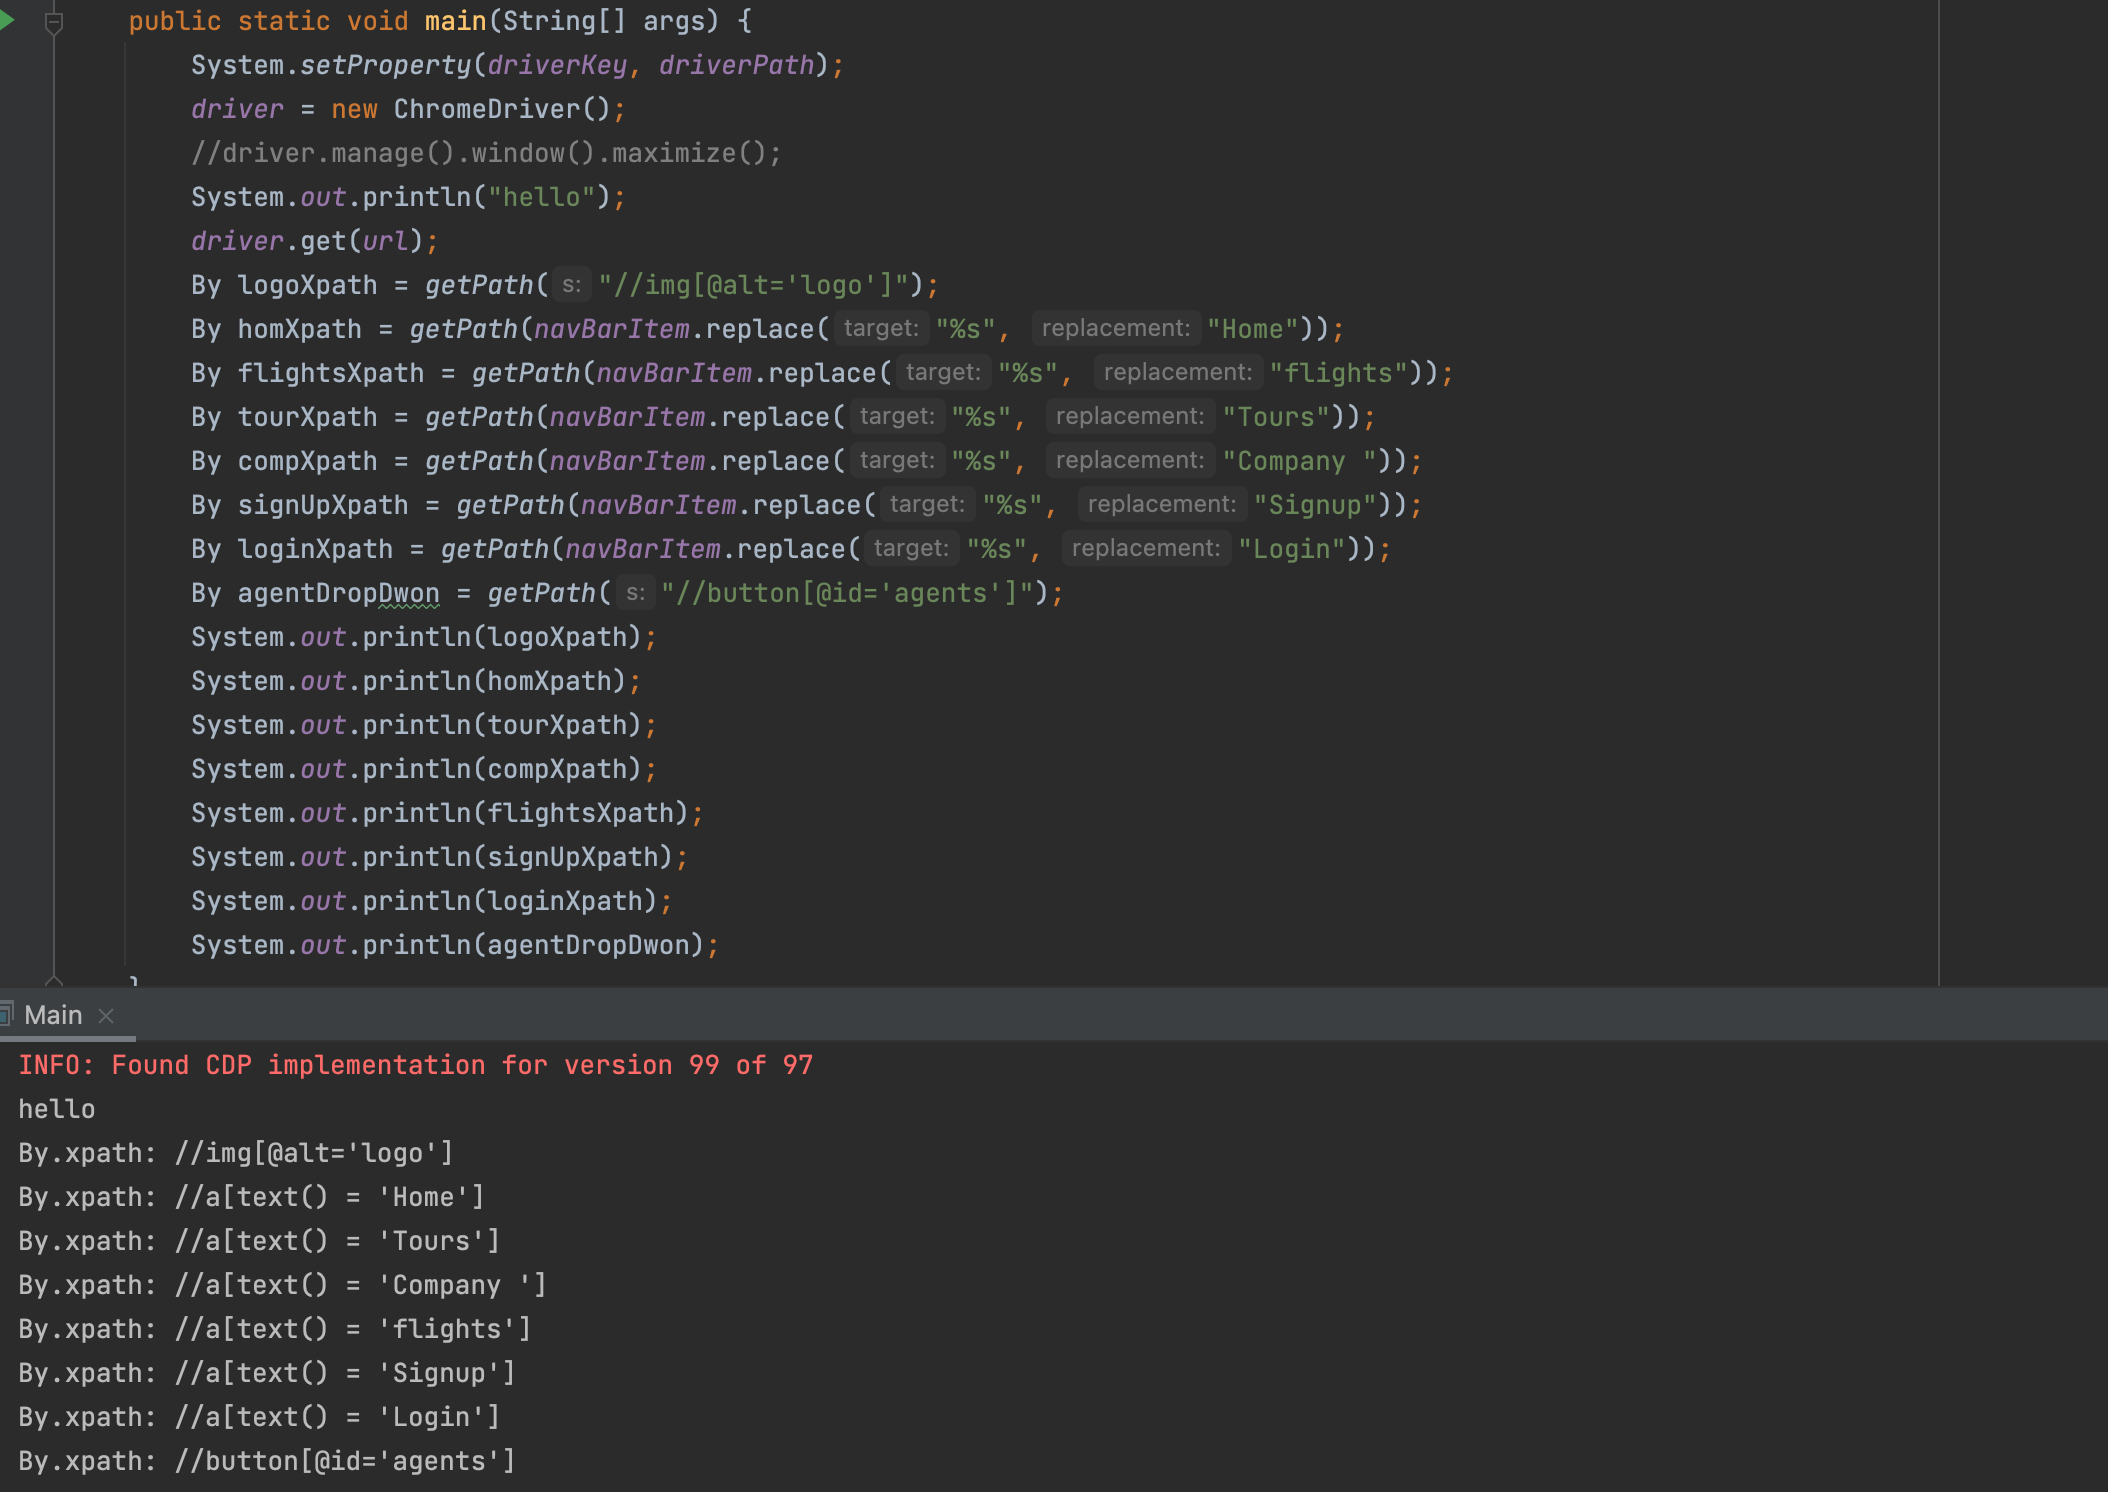 public static void main(String[] args) {
System.setProperty(driverKey, driverPath);
driver = new ChromeDriver();
//driver.manage().window().maximize();
System.out.println("hello");
driver.get(url);
By logoXpath = getPath( s: "//img[@alt='logo']");
By homXpath = getPath(navBarItem.replace( target: "%s", replacement: "Home"));
By flightsXpath = getPath(navBarItem.replace( target: "%s", replacement: "flights"));
By tourXpath = getPath(navBarItem.replace( target: "%s", replacement: "Tours"));
By compXpath = getPath(navBarItem.replace( target: "%s", replacement: "Company "));
By signUpXpath = getPath(navBarItem.replace( target: "%s", replacement: "Signup"));
By loginXpath = getPath(navBarItem.replace( target: "%s", replacement: "Login"));
By agentDropDwon = getPath( s: "//button[@id='agents']");
System.out.println(logoXpath);
System.out.println(homXpath);
System.out.println(tourXpath);
System.out.println(compXpath);
System.out.println(flightsXpath);
System.out.println(signUpXpath);
System.out.println(loginXpath);
System.out.println(agentDropDwon);
}
Main
INFO: Found CDP implementation for version 99 of 97
hello
By.xpath: //img[@alt='logo']
By.xpath: //a[text() = 'Home']
By.xpath: //a[text() = 'Tours']
By.xpath: //a[text() = 'Company ']
By.xpath: //a[text() = 'flights']
By.xpath: //a[text() = 'Signup']
By.xpath: //a[text() = 'Login']
By.xpath: //button[@id='agents']